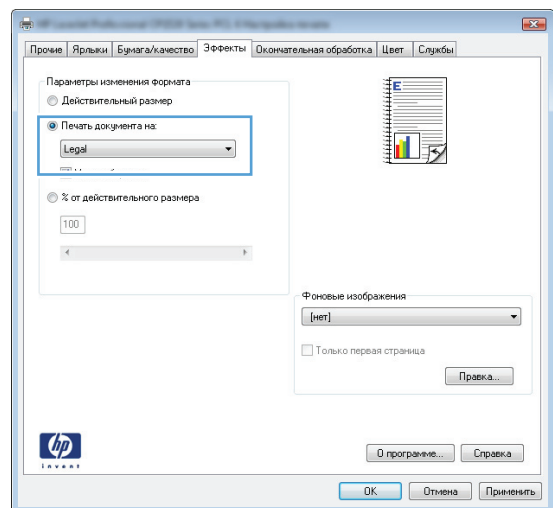 Прочие Ярлыки Бумага/качество Эффекты Окончательная обработка Цвет Службы
Параметры изменения формата
Действительный размер
Печать документа на:
Legal
% от действительного размера
100
Фоновые изображения
[нет]
Только первая страница
Правка...
hp
invent
О программе... Справка
OK Отмена Применить